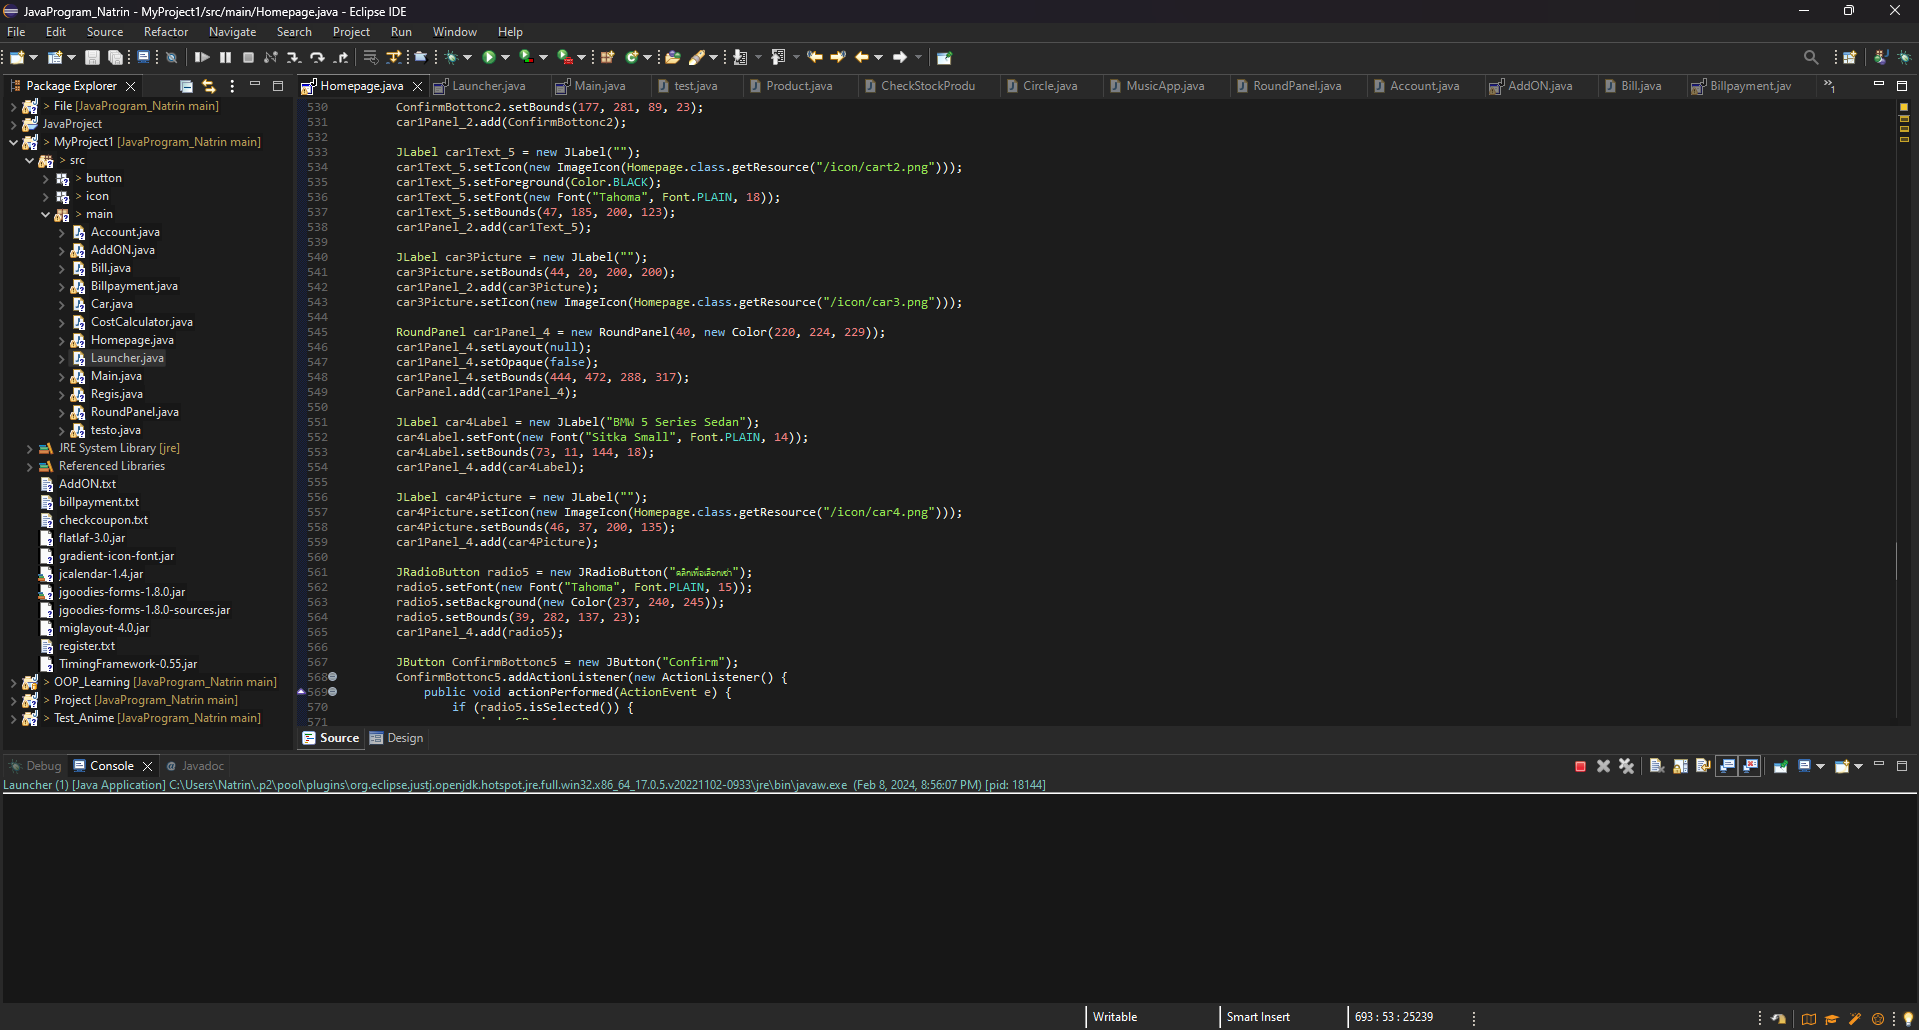 JavaProgram_Natrin - MyProject1/src/main/Homepage.java - Eclipse IDE
File Edit Source Refactor Navigate Search Project Run Window Help
Package Explorer
Homepage.java Launcher.java Main.java test.java Product.java CheckStockProdu Circle.java MusicApp.java RoundPanel.java Account.java AddON.java Bill.java Billpayment.jav »1
> File [JavaProgram_Natrin main]
JavaProject
> MyProject1 [JavaProgram_Natrin main]
> src
> button
> icon
> main
Account.java
AddON.java
Bill.java
Billpayment.java
Car.java
CostCalculator.java
Homepage.java
Launcher.java
Main.java
Regis.java
RoundPanel.java
testo.java
JRE System Library [jre]
Referenced Libraries
AddON.txt
billpayment.txt
checkcoupon.txt
flatlaf-3.0.jar
gradient-icon-font.jar
jcalendar-1.4.jar
jgoodies-forms-1.8.0.jar
jgoodies-forms-1.8.0-sources.jar
miglayout-4.0.jar
register.txt
TimingFramework-0.55.jar
> OOP_Learning [JavaProgram_Natrin main]
> Project [JavaProgram_Natrin main]
> Test_Anime [JavaProgram_Natrin main]
530 ConfirmBottonc2.setBounds(177, 281, 89, 23);
531 car1Panel_2.add(ConfirmBottonc2);
532
533 JLabel car1Text_5 = new JLabel("");
534 car1Text_5.setIcon(new ImageIcon(Homepage.class.getResource("/icon/cart2.png")));
535 car1Text_5.setForeground(Color.BLACK);
536 car1Text_5.setFont(new Font("Tahoma", Font.PLAIN, 18));
537 car1Text_5.setBounds(47, 185, 200, 123);
538 car1Panel_2.add(car1Text_5);
539
540 JLabel car3Picture = new JLabel("");
541 car3Picture.setBounds(44, 20, 200, 200);
542 car1Panel_2.add(car3Picture);
543 car3Picture.setIcon(new ImageIcon(Homepage.class.getResource("/icon/car3.png")));
544
545 RoundPanel car1Panel_4 = new RoundPanel(40, new Color(220, 224, 229));
546 car1Panel_4.setLayout(null);
547 car1Panel_4.setOpaque(false);
548 car1Panel_4.setBounds(444, 472, 288, 317);
549 CarPanel.add(car1Panel_4);
550
551 JLabel car4Label = new JLabel("BMW 5 Series Sedan");
552 car4Label.setFont(new Font("Sitka Small", Font.PLAIN, 14));
553 car4Label.setBounds(73, 11, 144, 18);
554 car1Panel_4.add(car4Label);
555
556 JLabel car4Picture = new JLabel("");
557 car4Picture.setIcon(new ImageIcon(Homepage.class.getResource("/icon/car4.png")));
558 car4Picture.setBounds(46, 37, 200, 135);
559 car1Panel_4.add(car4Picture);
560
561 JRadioButton radio5 = new JRadioButton("คลิกเพื่อเลือกเช่า");
562 radio5.setFont(new Font("Tahoma", Font.PLAIN, 15));
563 radio5.setBackground(new Color(237, 240, 245));
564 radio5.setBounds(39, 282, 137, 23);
565 car1Panel_4.add(radio5);
566
567 JButton ConfirmBottonc5 = new JButton("Confirm");
568 ConfirmBottonc5.addActionListener(new ActionListener() {
569 public void actionPerformed(ActionEvent e) {
570 if (radio5.isSelected()) {
571
Source Design
Debug Console Javadoc
Launcher (1) [Java Application] C:\Users\Natrin\.p2\pool\plugins\org.eclipse.justj.openjdk.hotspot.jre.full.win32.x86_64_17.0.5.v20221102-0933\jre\bin\javaw.exe (Feb 8, 2024, 8:56:07 PM) [pid: 18144]
Writable Smart Insert 693 : 53 : 25239